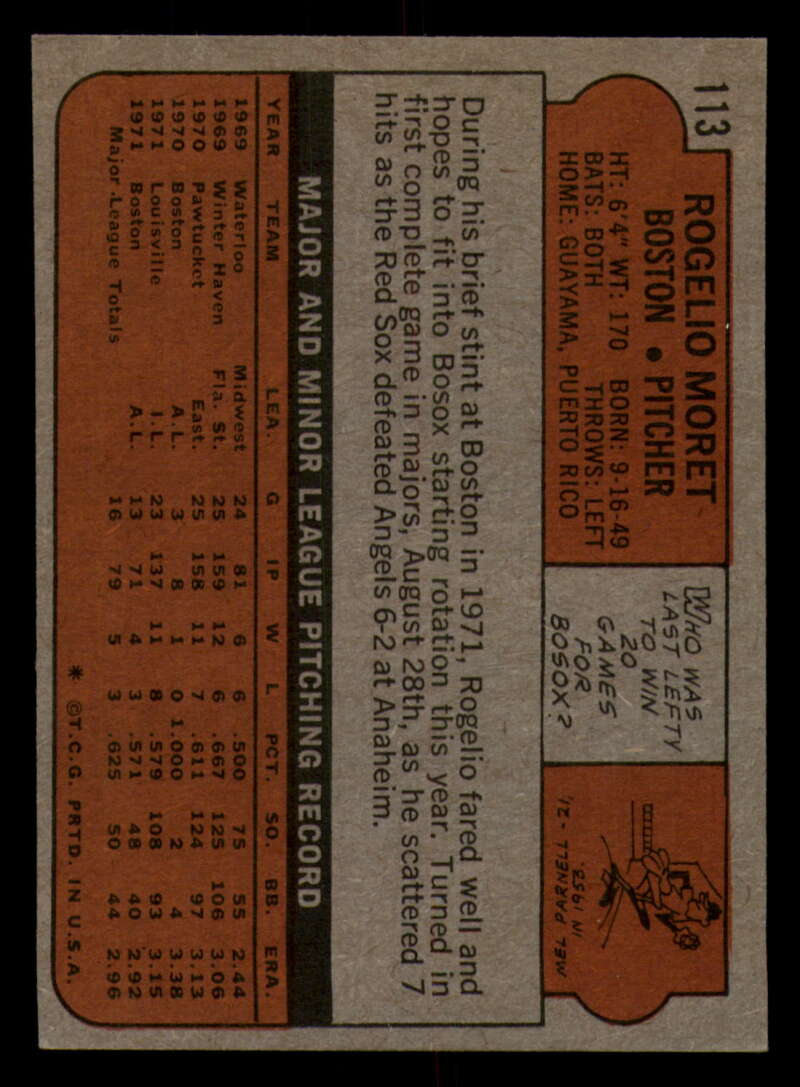 113
ROGELIO MORET
BOSTON • PITCHER
HT: 6'4" WT: 170 BORN: 9-16-49
BATS: BOTH THROWS: LEFT
HOME: GUAYAMA, PUERTO RICO
WHO WAS
LAST LEFTY
TO WIN
20
GAMES
FOR
BOSOX?
MEL PARNELL - 21
IN 1953.
During his brief stint at Boston in 1971, Rogelio fared well and
hopes to fit into Bosox starting rotation this year. Turned in
first complete game in majors, August 28th, as he scattered 7
hits as the Red Sox defeated Angels 6-2 at Anaheim.
MAJOR AND MINOR LEAGUE PITCHING RECORD
YEAR TEAM LEA. G IP W L PCT. SO. BB. ERA.
1969 Waterloo Midwest 24 81 6 6 .500 75 55 2.44
1969 Winter Haven Fla. St. 25 159 12 6 .667 125 106 3.06
1970 Pawtucket East. 25 158 11 7 .611 124 97 3.13
1970 Boston A.L. 3 8 1 0 1.000 2 4 3.38
1971 Louisville I.L. 23 137 11 8 .579 108 93 3.15
1971 Boston A.L. 13 71 4 3 .571 48 40 2.92
Major League Totals 16 79 5 3 .625 50 44 2.96
* ©T.C.G. PRTD. IN U.S.A.